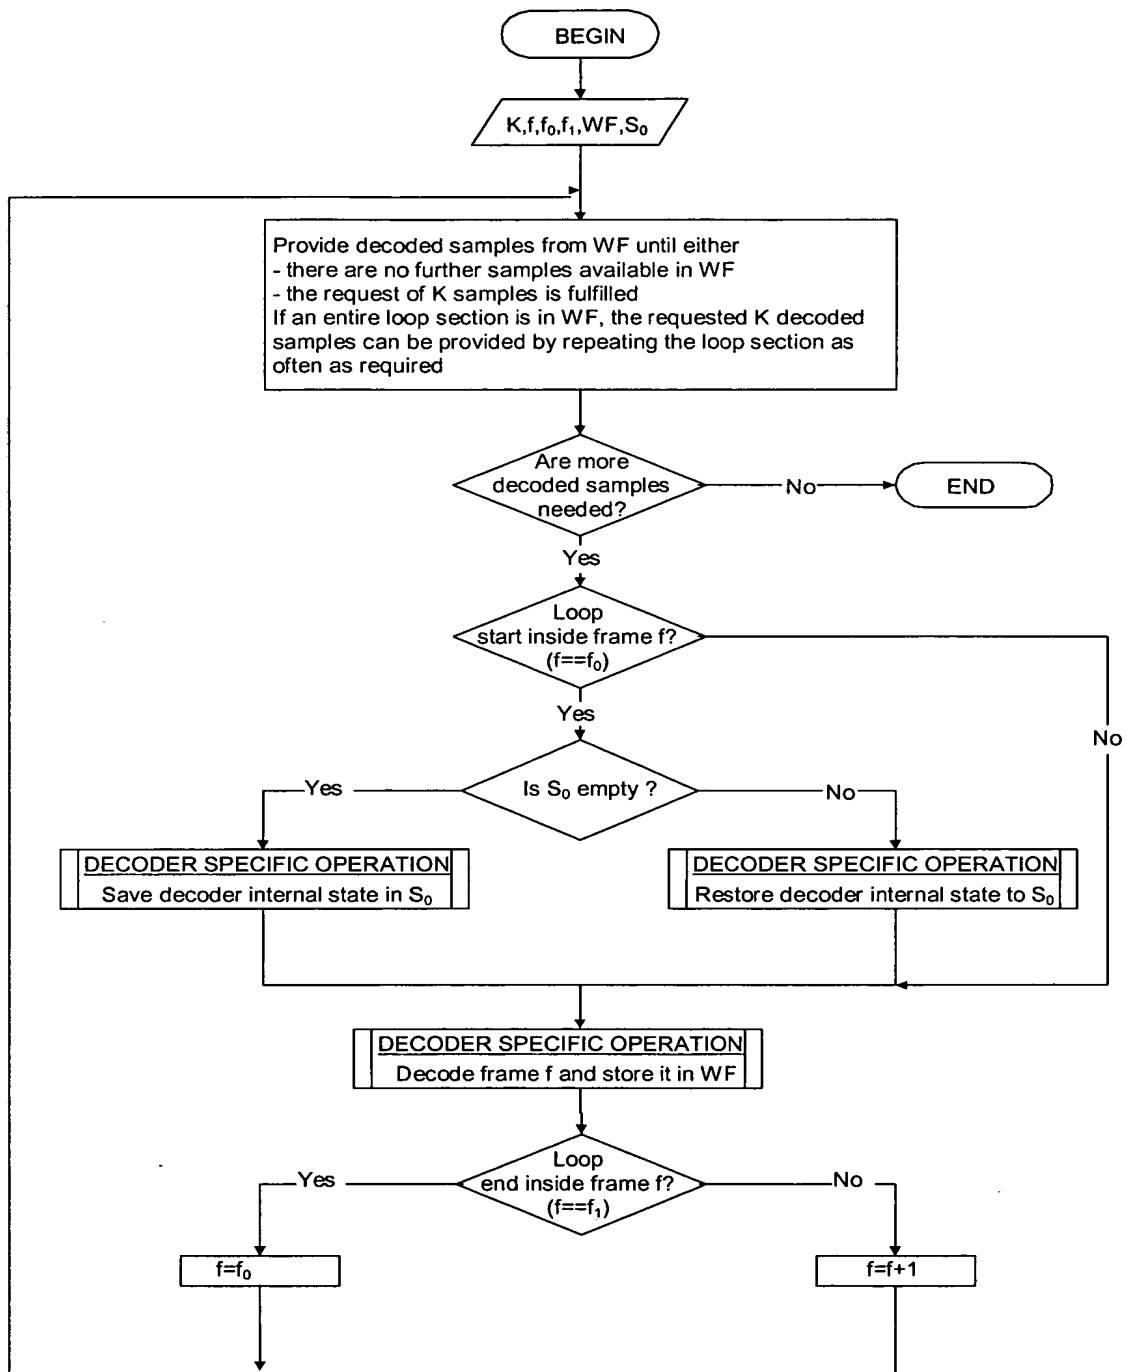 BEGIN
K,f,f₀,f₁,WF,S₀
Provide decoded samples from WF until either
- there are no further samples available in WF
- the request of K samples is fulfilled
If an entire loop section is in WF, the requested K decoded
samples can be provided by repeating the loop section as
often as required
Are more
decoded samples
needed?
No
END
Yes
Loop
start inside frame f?
(f==f₀)
Yes
No
Is S₀ empty ?
Yes
No
DECODER SPECIFIC OPERATION
Save decoder internal state in S₀
DECODER SPECIFIC OPERATION
Restore decoder internal state to S₀
DECODER SPECIFIC OPERATION
Decode frame f and store it in WF
Loop
end inside frame f?
(f==f₁)
Yes
No
f=f₀
f=f+1